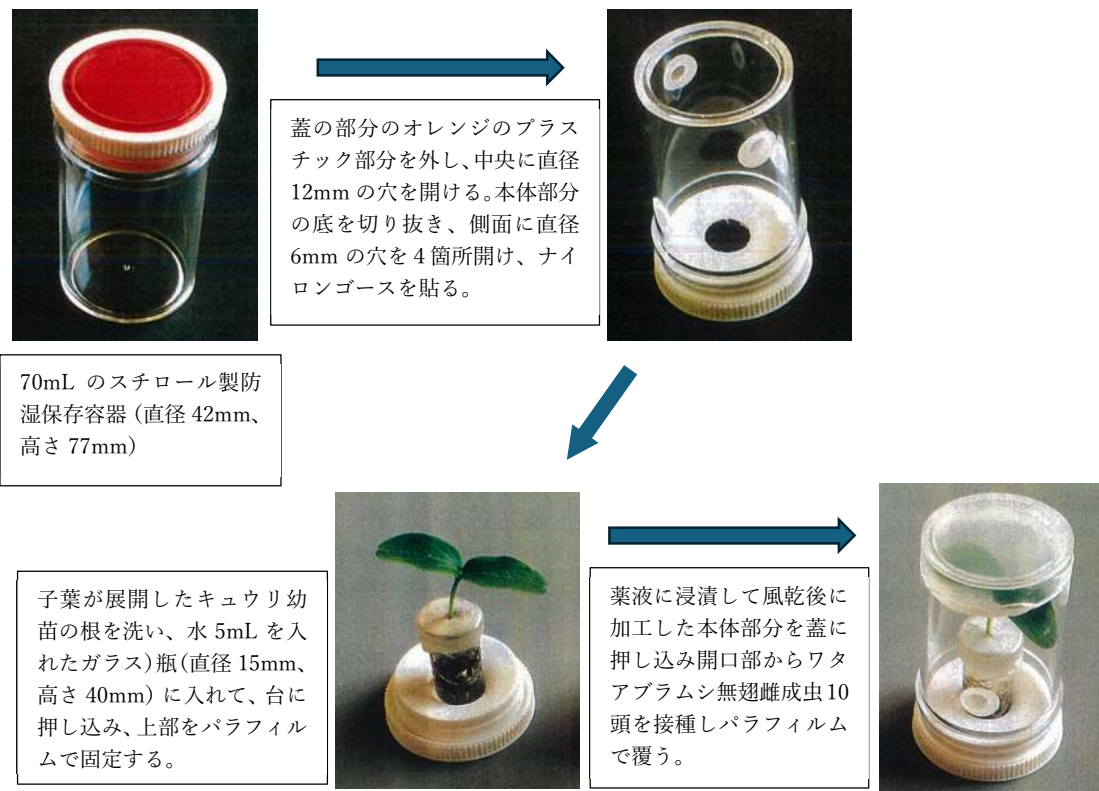 蓋の部分のオレンジのプラス
チック部分を外し、中央に直径
12mm の穴を開ける。本体部分
の底を切り抜き、側面に直径
6mm の穴を 4 箇所開け、ナイ
ロンゴースを貼る。
70mL のスチロール製防
湿保存容器（直径 42mm、
高さ 77mm）
子葉が展開したキュウリ幼
苗の根を洗い、水 5mL を入
れたガラス）瓶（直径 15mm、
高さ 40mm）に入れて、台に
押し込み、上部をパラフィル
ムで固定する。
薬液に浸漬して風乾後に
加工した本体部分を蓋に
押し込み開口部からワタ
アブラムシ無翅雌成虫 10
頭を接種しパラフィルム
で覆う。